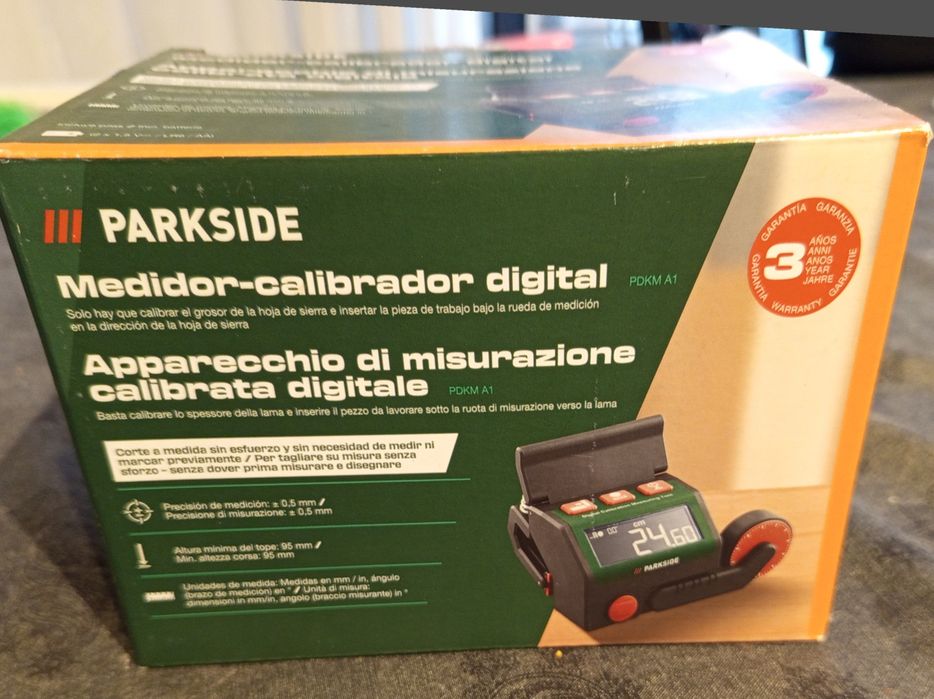 PARKSIDE
Medidor-calibrador digital PDKM A1
Solo hay que calibrar el grosor de la hoja de sierra e insertar la pieza de trabajo bajo la rueda de medición
en la dirección de la hoja de sierra
Apparecchio di misurazione
calibrata digitale PDKM A1
Basta calibrare lo spessore della lama e inserire il pezzo da lavorare sotto la ruota di misurazione verso la lama
Corte a medida sin esfuerzo y sin necesidad de medir ni
marcar previamente / Per tagliare su misura senza
sforzo - senza dover prima misurare e disegnare
Precisión de medición: ± 0,5 mm /
Precisione di misurazione: ± 0,5 mm
Altura mínima del tope: 95 mm /
Min. altezza corsa: 95 mm
Unidades de medida: Medidas en mm / in, ángulo
(brazo de medición) en ° / Unità di misura:
dimensioni in mm/in, angolo (braccio misurante) in °
GARANTÍA GARANZIA
GARANTIA WARRANTY GARANTIE
3
AÑOS
ANNI
ANOS
YEAR
JAHRE
Digital Calibration Measuring Tool
cm
24.60
PARKSIDE